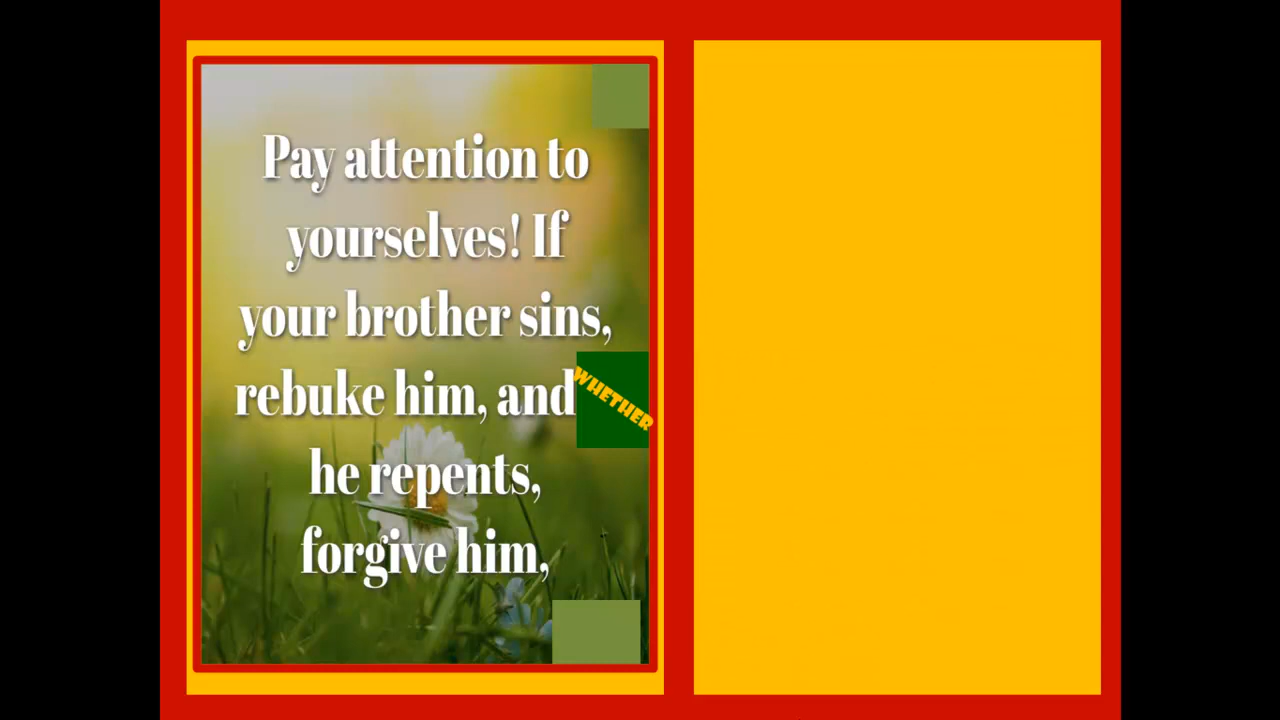 Pay attention to
yourselves! If
your brother sins,
rebuke him, and WHETHER
he repents,
forgive him,